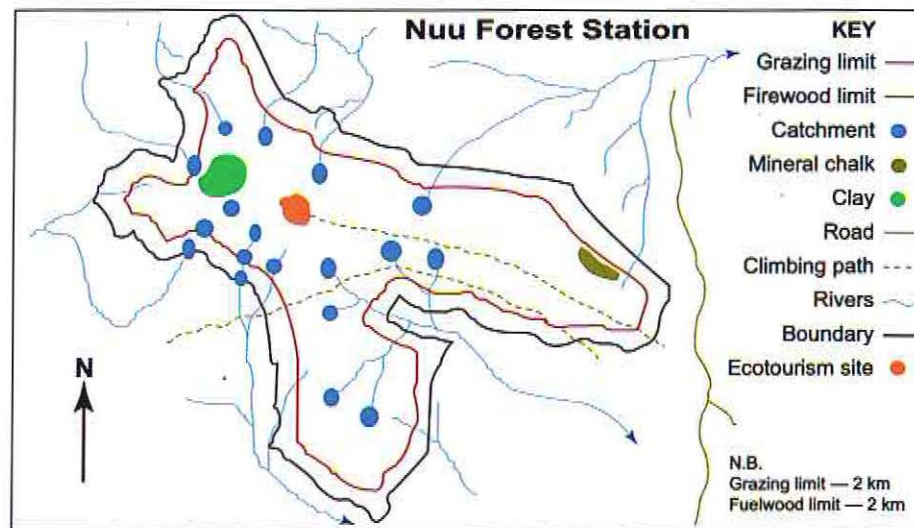 Nuu Forest Station
KEY
Grazing limit
Firewood limit
Catchment
Mineral chalk
Clay
Road
Climbing path
Rivers
Boundary
Ecotourism site
N
N.B.
Grazing limit — 2 km
Fuelwood limit — 2 km